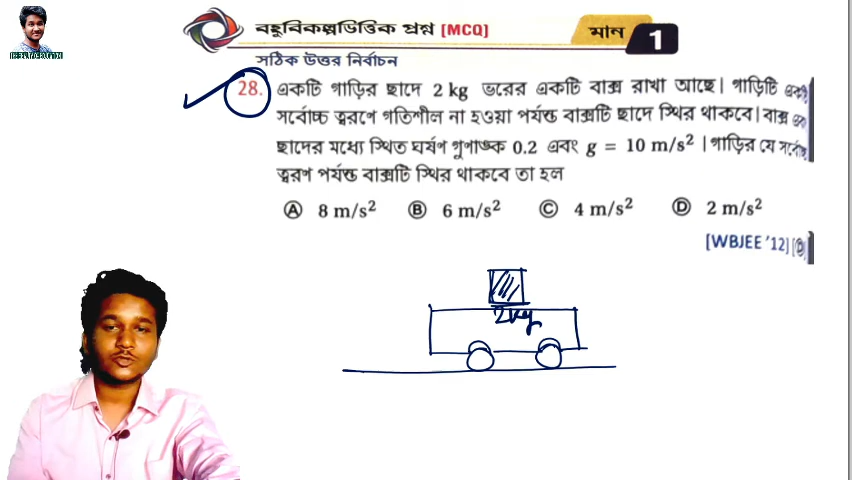 বহুবিকল্পভিত্তিক প্রশ্ন [MCQ]
মান 1
সঠিক উত্তর নির্বাচন
28. একটি গাড়ির ছাদে 2 kg ভরের একটি বাক্স রাখা আছে। গাড়িটি
সর্বোচ্চ ত্বরণে গতিশীল না হওয়া পর্যন্ত বাক্সটি ছাদে স্থির থাকবে। বাক্স
ছাদের মধ্যে স্থিত ঘর্ষণ গুণাঙ্ক 0.2 এবং g = 10 m/s² । গাড়ির যে সর্বোচ্চ
ত্বরণ পর্যন্ত বাক্সটি স্থির থাকবে তা হল
Ⓐ 8 m/s² Ⓑ 6 m/s² Ⓒ 4 m/s² Ⓓ 2 m/s²
[WBJEE '12]
2kg